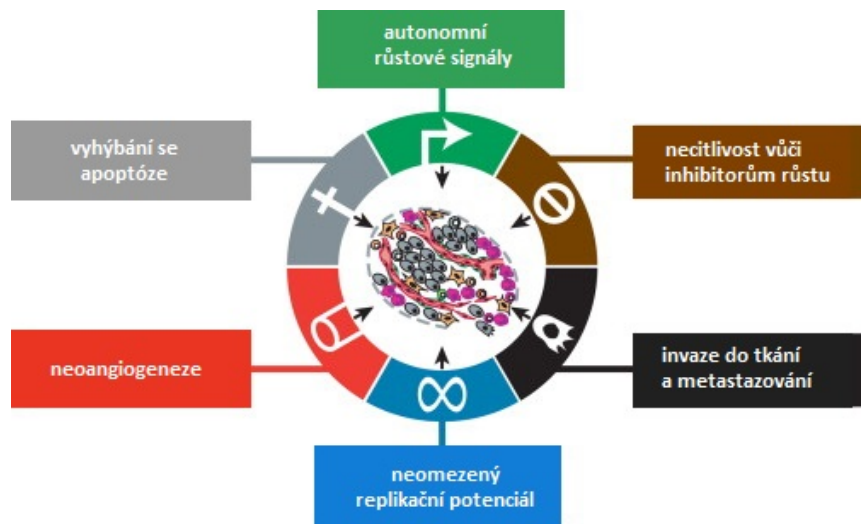 autonomní
růstové signály
vyhýbání se
apoptóze
necitlivost vůči
inhibitorům růstu
neoangiogeneze
invaze do tkání
a metastazování
neomezený
replikační potenciál